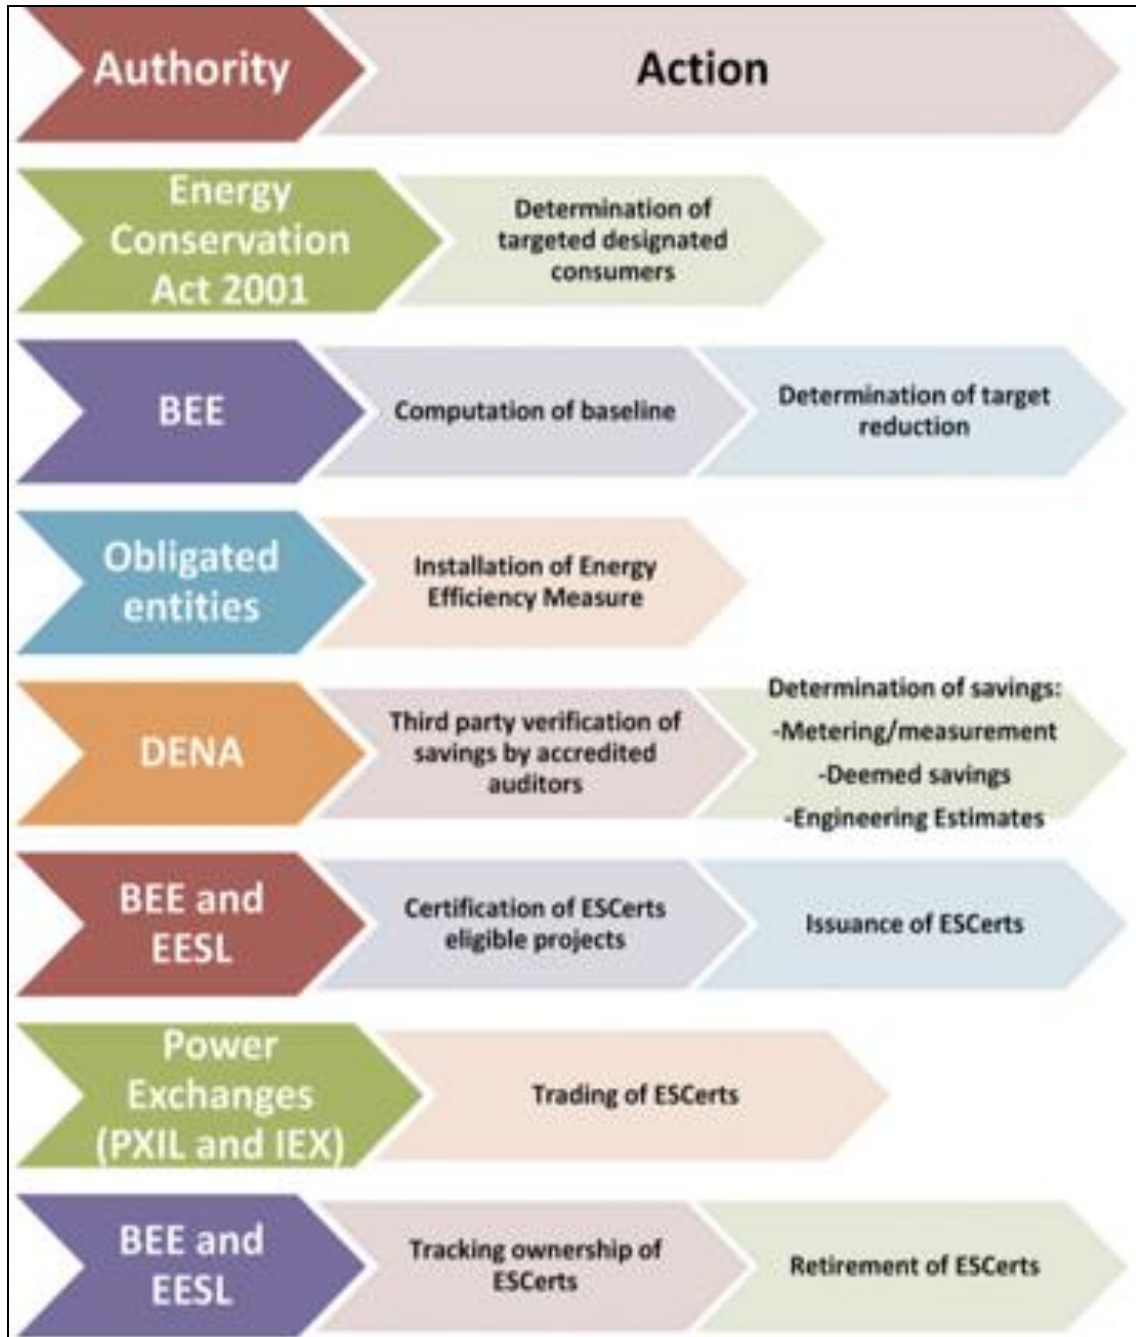 Authority
Action
Energy
Conservation
Act 2001
Determination of
targeted designated
consumers
BEE
Computation of baseline
Determination of target
reduction
Obligated
entities
Installation of Energy
Efficiency Measure
DENA
Third party verification of
savings by accredited
auditors
Determination of savings:
-Metering/measurement
-Deemed savings
-Engineering Estimates
BEE and
EESL
Certification of ESCerts
eligible projects
Issuance of ESCerts
Power
Exchanges
(PXIL and IEX)
Trading of ESCerts
BEE and
EESL
Tracking ownership of
ESCerts
Retirement of ESCerts